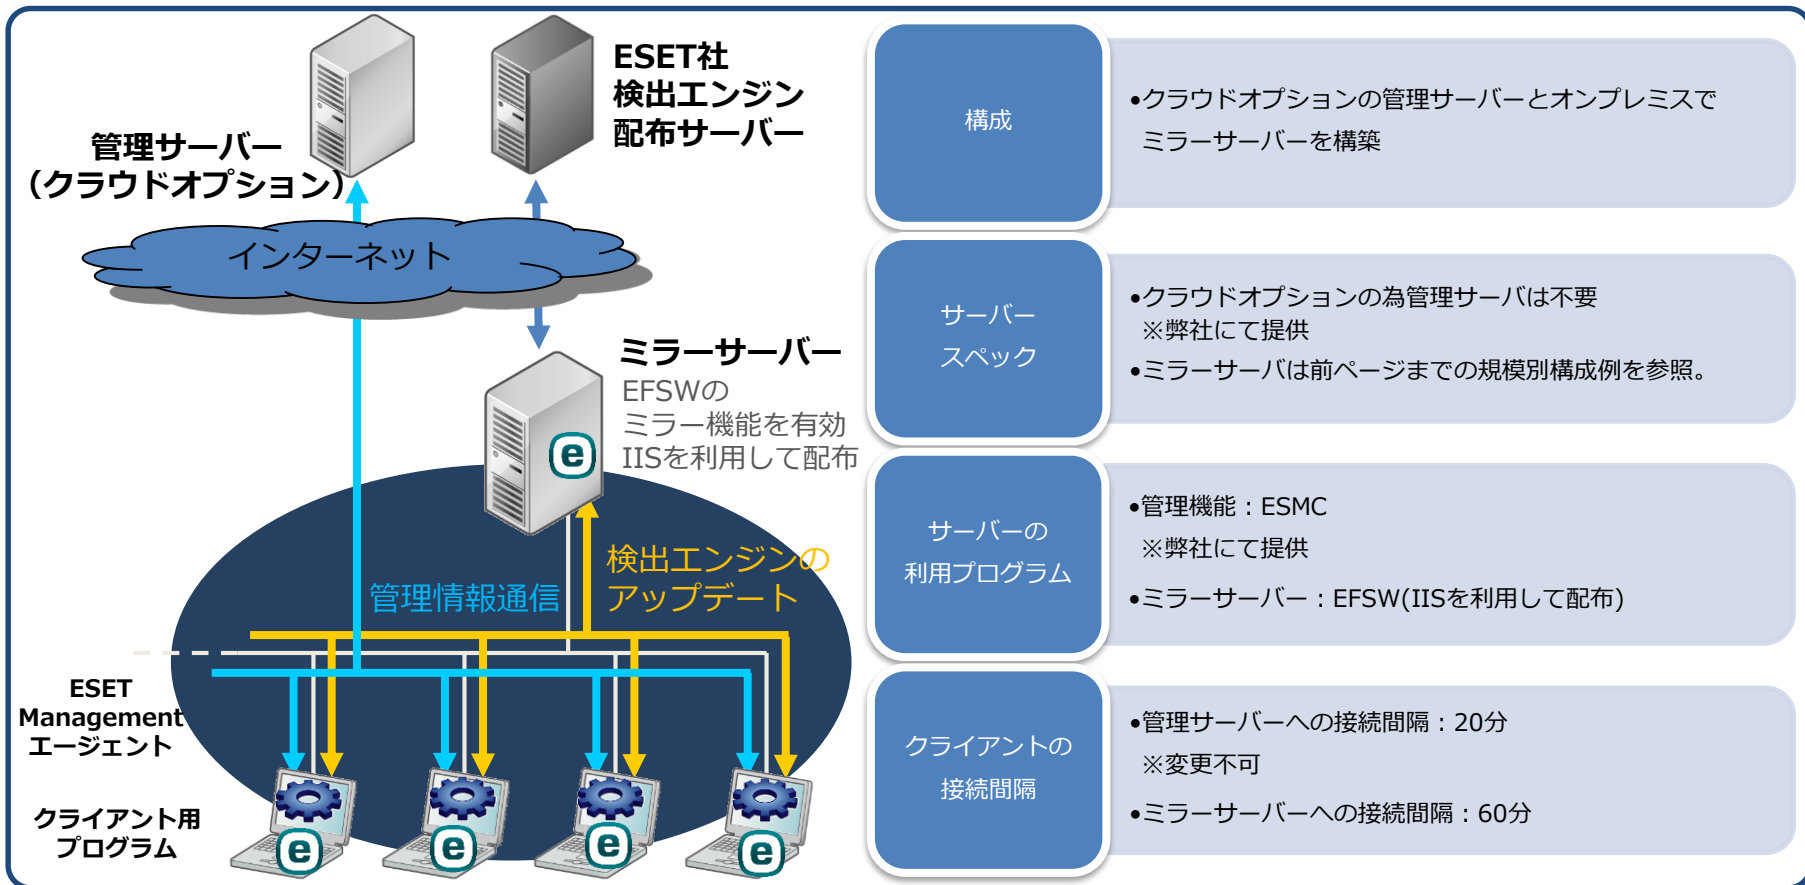 ESET社
検出エンジン
配布サーバー
管理サーバー
（クラウドオプション）
インターネット
ミラーサーバー
EFSWの
ミラー機能を有効
IISを利用して配布
検出エンジンの
アップデート
管理情報通信
ESET
Management
エージェント
クライアント用
プログラム
e
e
e
e
e
構成
•クラウドオプションの管理サーバーとオンプレミスで
ミラーサーバーを構築
サーバー
スペック
•クラウドオプションの為管理サーバは不要
※弊社にて提供
•ミラーサーバは前ページまでの規模別構成例を参照。
サーバーの
利用プログラム
•管理機能：ESMC
※弊社にて提供
•ミラーサーバー：EFSW(IISを利用して配布)
クライアントの
接続間隔
•管理サーバーへの接続間隔：20分
※変更不可
•ミラーサーバーへの接続間隔：60分